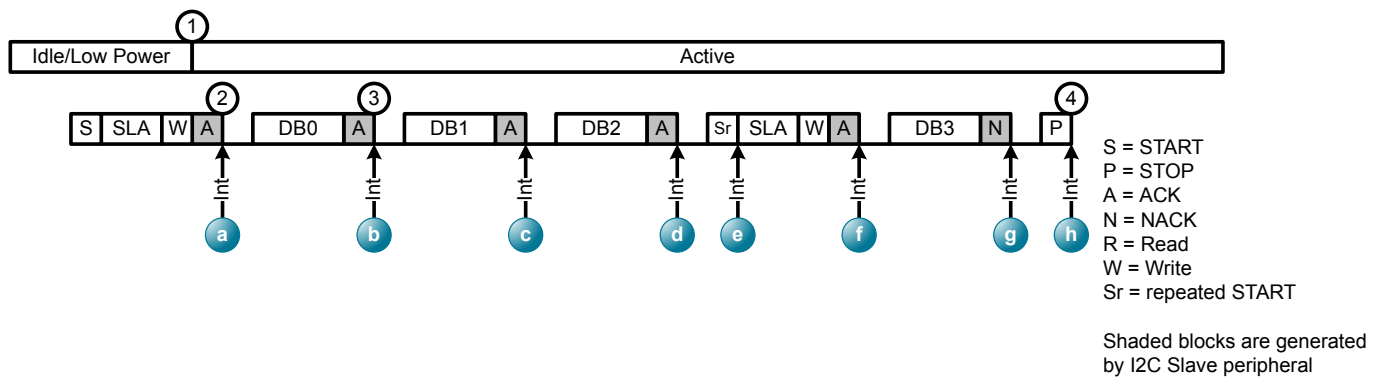 1
Idle/Low Power Active
2 3 4
S SLA W A DB0 A DB1 A DB2 A Sr SLA W A DB3 N P
Int Int Int Int Int Int Int Int
a b c d e f g h
S = START
P = STOP
A = ACK
N = NACK
R = Read
W = Write
Sr = repeated START
Shaded blocks are generated
by I2C Slave peripheral